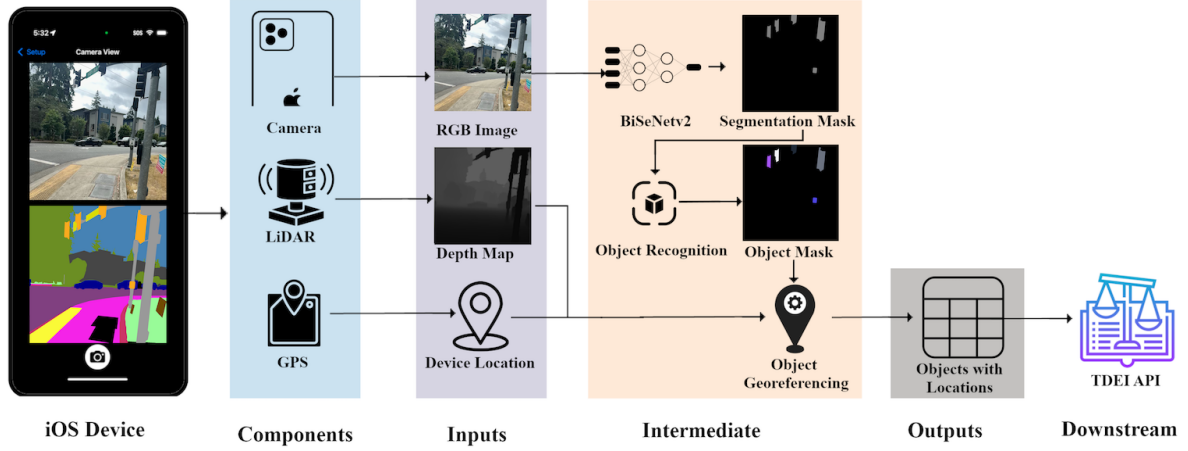 5:32
SOS
Setup
Camera View
Camera
LiDAR
GPS
RGB Image
Depth Map
Device Location
BiSeNetv2
Segmentation Mask
Object Recognition
Object Mask
Object
Georeferencing
Objects with
Locations
TDEI API
iOS Device
Components
Inputs
Intermediate
Outputs
Downstream